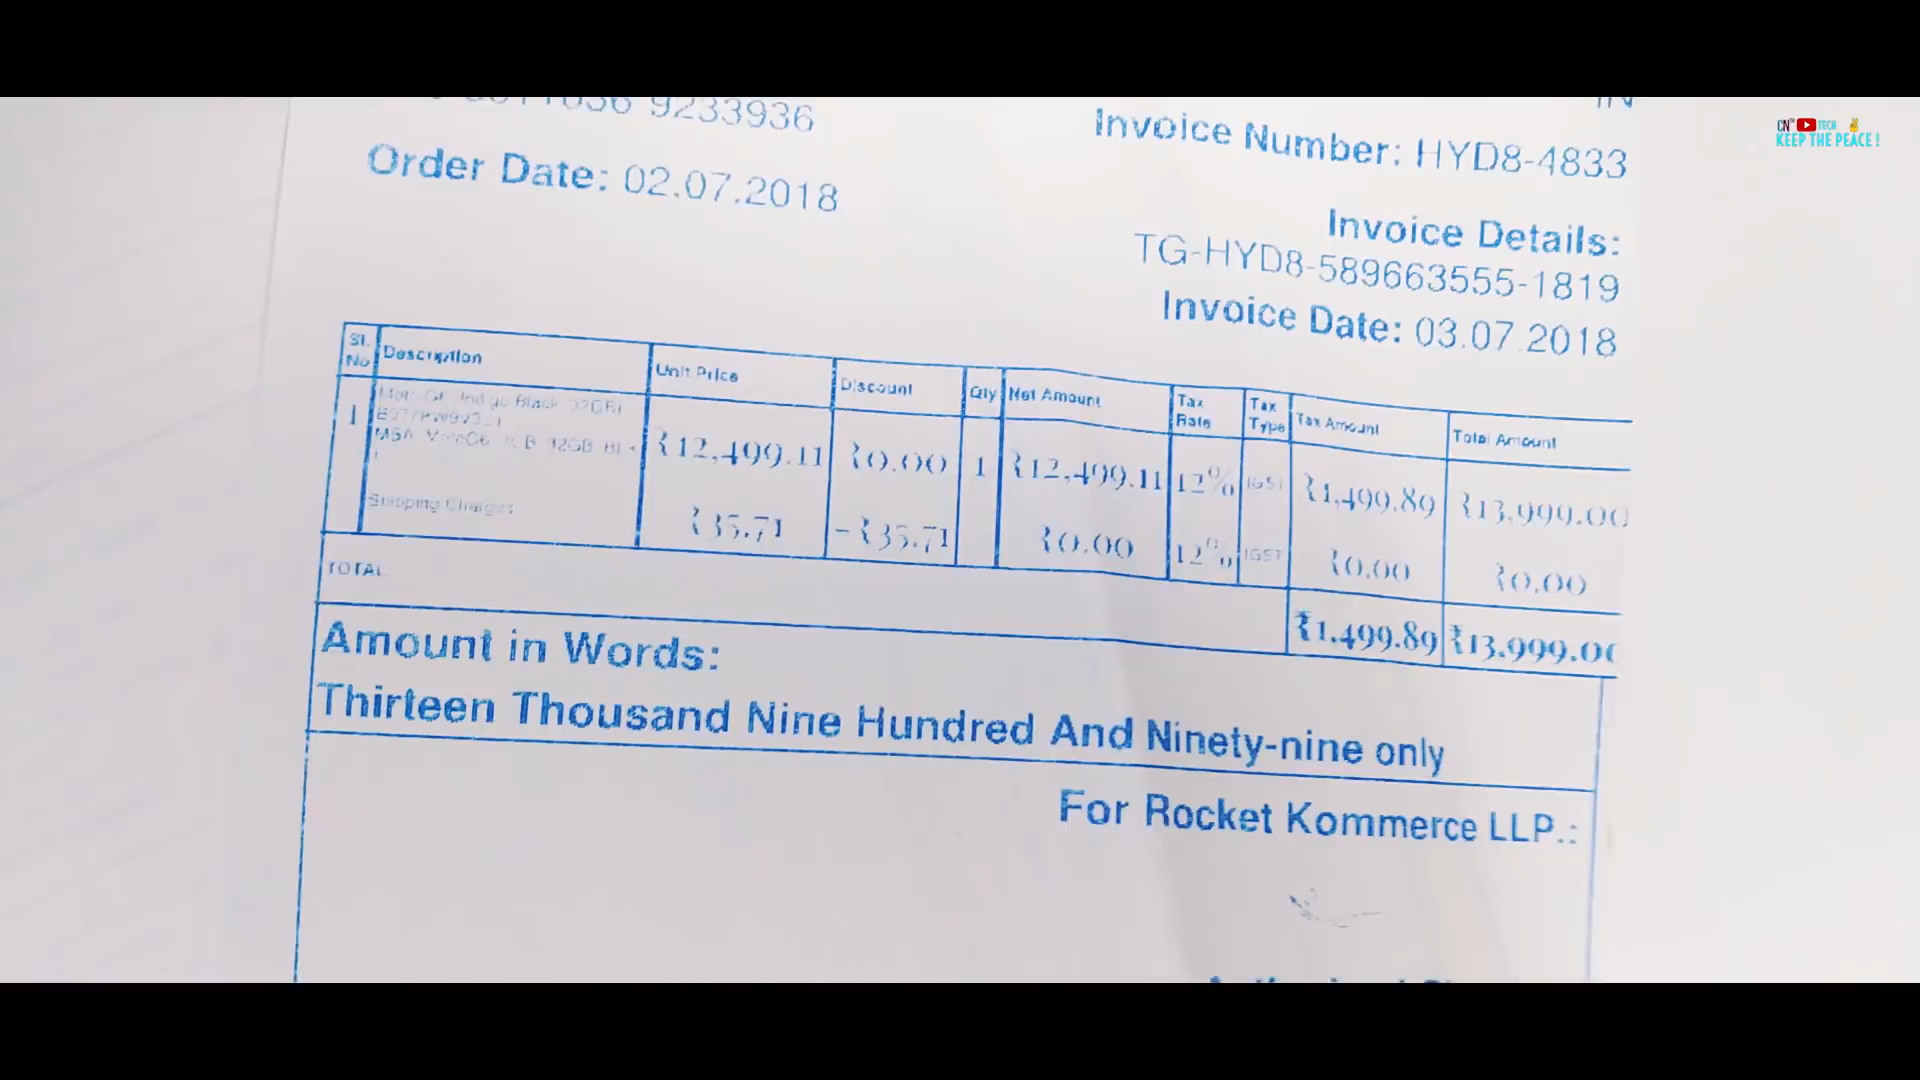 9233936
IN
Order Date: 02.07.2018
Invoice Number: HYD8-4833
Invoice Details:
TG-HYD8-589663555-1819
Invoice Date: 03.07.2018
CN TECH
KEEP THE PEACE !
Sl. No Description Unit Price Discount Qty Net Amount Tax Rate Tax Type Tax Amount Total Amount
1 Indigo Black ₹12,499.11 ₹0.00 1 ₹12,499.11 12% IGST ₹1,499.89 ₹13,999.00
Shipping Charges ₹35.71 -₹35.71 ₹0.00 12% IGST ₹0.00 ₹0.00
TOTAL: ₹1,499.89 ₹13,999.00
Amount in Words:
Thirteen Thousand Nine Hundred And Ninety-nine only
For Rocket Kommerce LLP.: